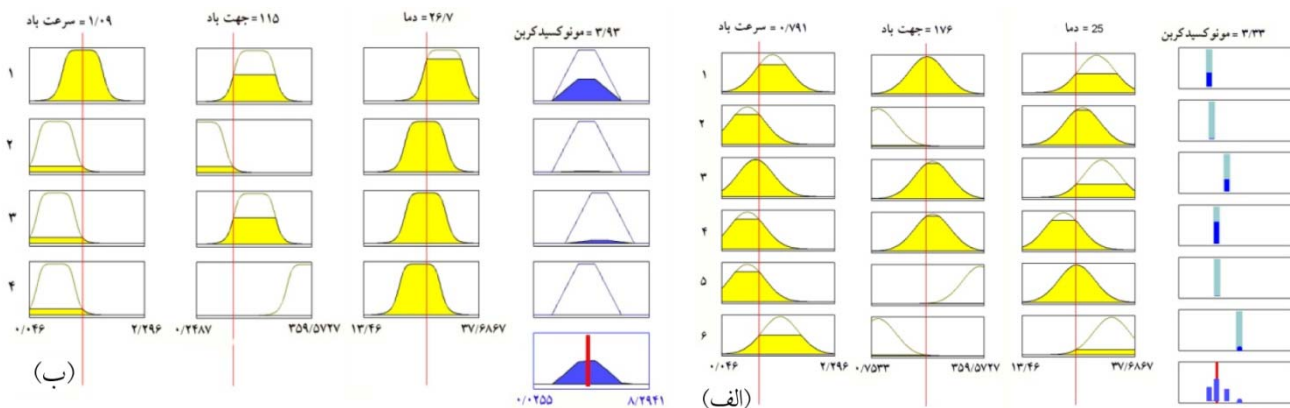 سرعت باد = ۱/۰۹
جهت باد = ۱۱۵
دما = ۲۶/۷
مونوکسیدکربن = ۳/۹۳
۱
۲
۳
۴
۰/۰۴۶ ۲/۲۹۶
۰/۲۴۸۷ ۳۵۹/۵۷۲۷
۱۳/۴۶ ۳۷/۶۸۶۷
۰/۰۲۵۵ ۸/۲۹۴۱
(ب)
سرعت باد = ۰/۷۹۱
جهت باد = ۱۷۶
دما = 25
مونوکسیدکربن = ۳/۳۳
۱
۲
۳
۴
۵
۶
۰/۰۴۶ ۲/۲۹۶
۰/۷۵۳۳ ۳۵۹/۵۷۲۷
۱۳/۴۶ ۳۷/۶۸۶۷
(الف)